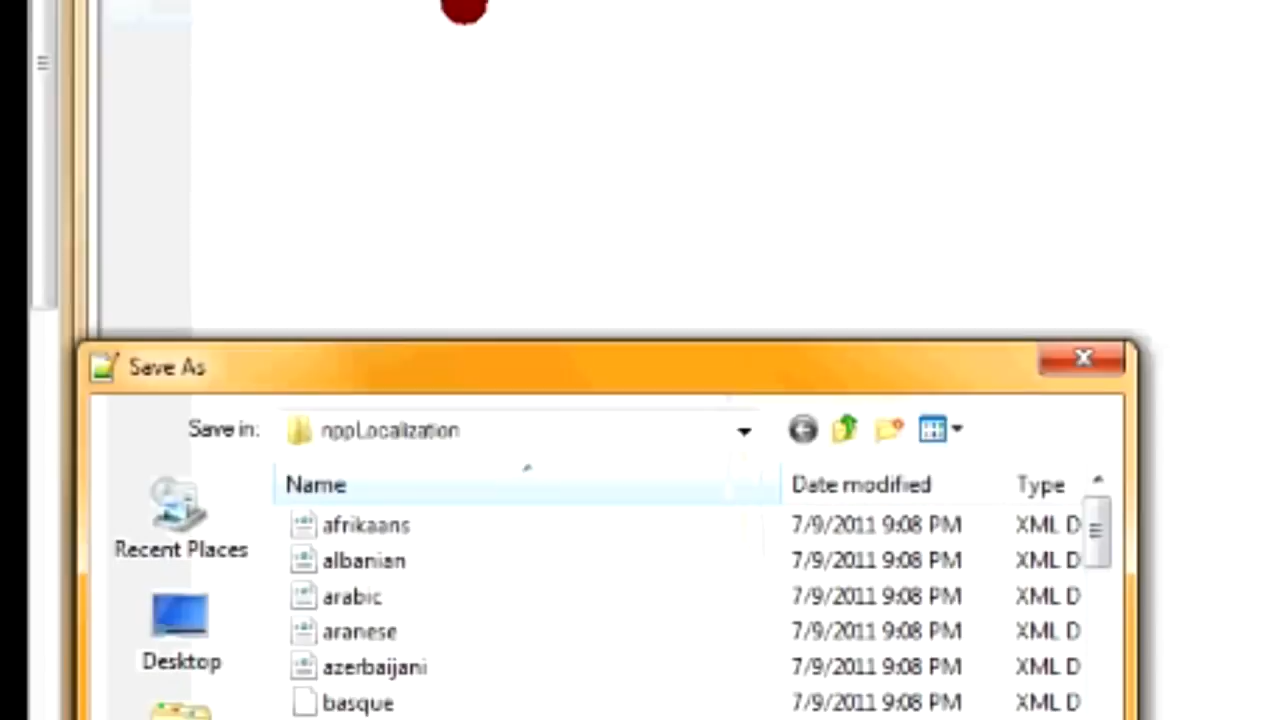 Save As
Save in: nppLocalization
Name Date modified Type
afrikaans 7/9/2011 9:08 PM XML D
albanian 7/9/2011 9:08 PM XML D
arabic 7/9/2011 9:08 PM XML D
aranese 7/9/2011 9:08 PM XML D
azerbaijani 7/9/2011 9:08 PM XML D
basque 7/9/2011 9:08 PM XML D
Recent Places
Desktop